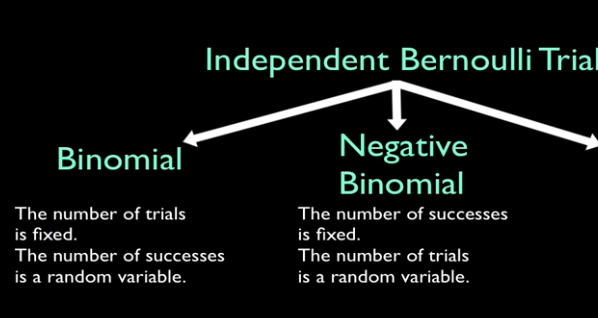 Independent Bernoulli Trial
Binomial
Negative
Binomial
The number of trials
is fixed.
The number of successes
is a random variable.
The number of successes
is fixed.
The number of trials
is a random variable.